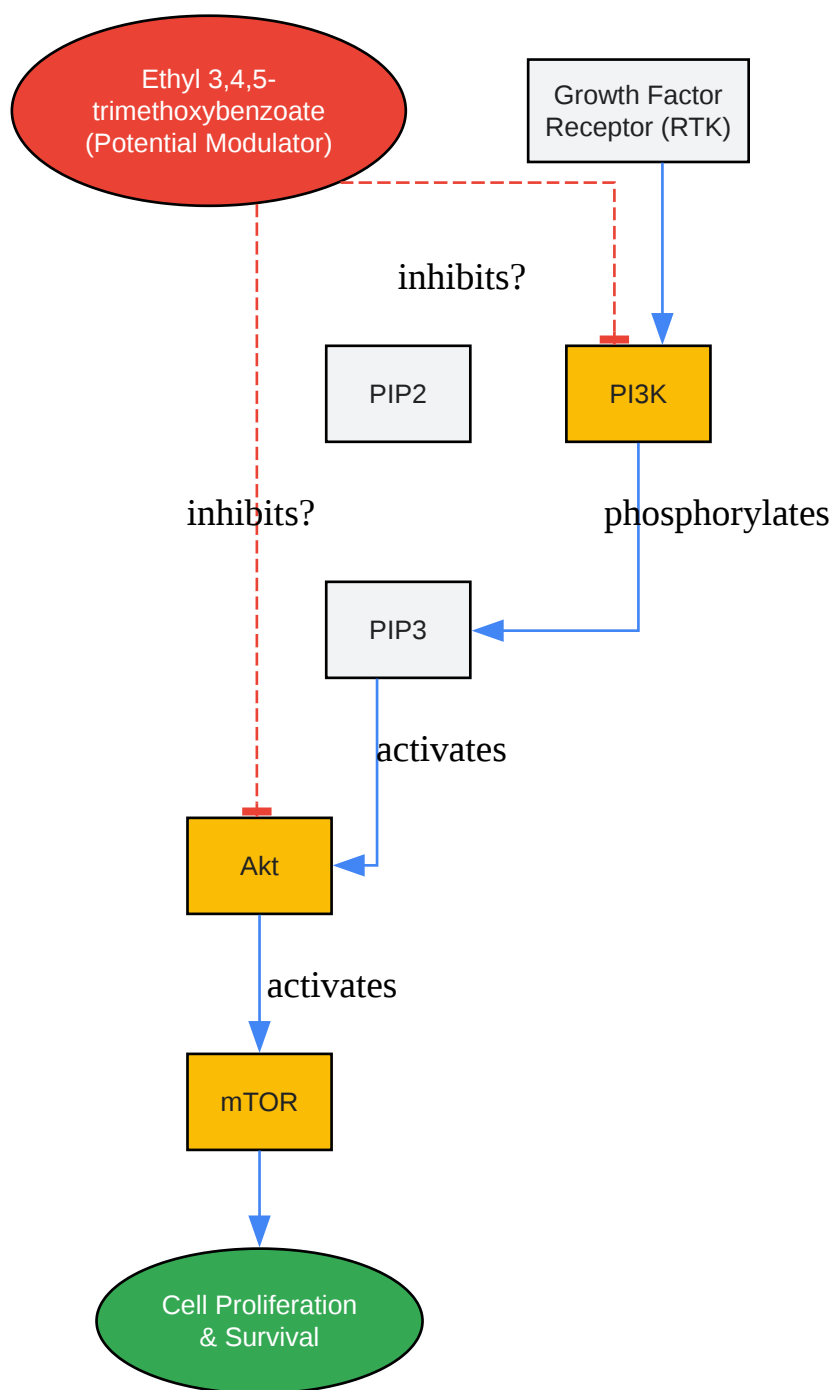 Ethyl 3,4,5-
trimethoxybenzoate
(Potential Modulator)
Growth Factor
Receptor (RTK)
inhibits?
PIP2
PI3K
inhibits?
phosphorylates
PIP3
activates
Akt
activates
mTOR
Cell Proliferation
& Survival